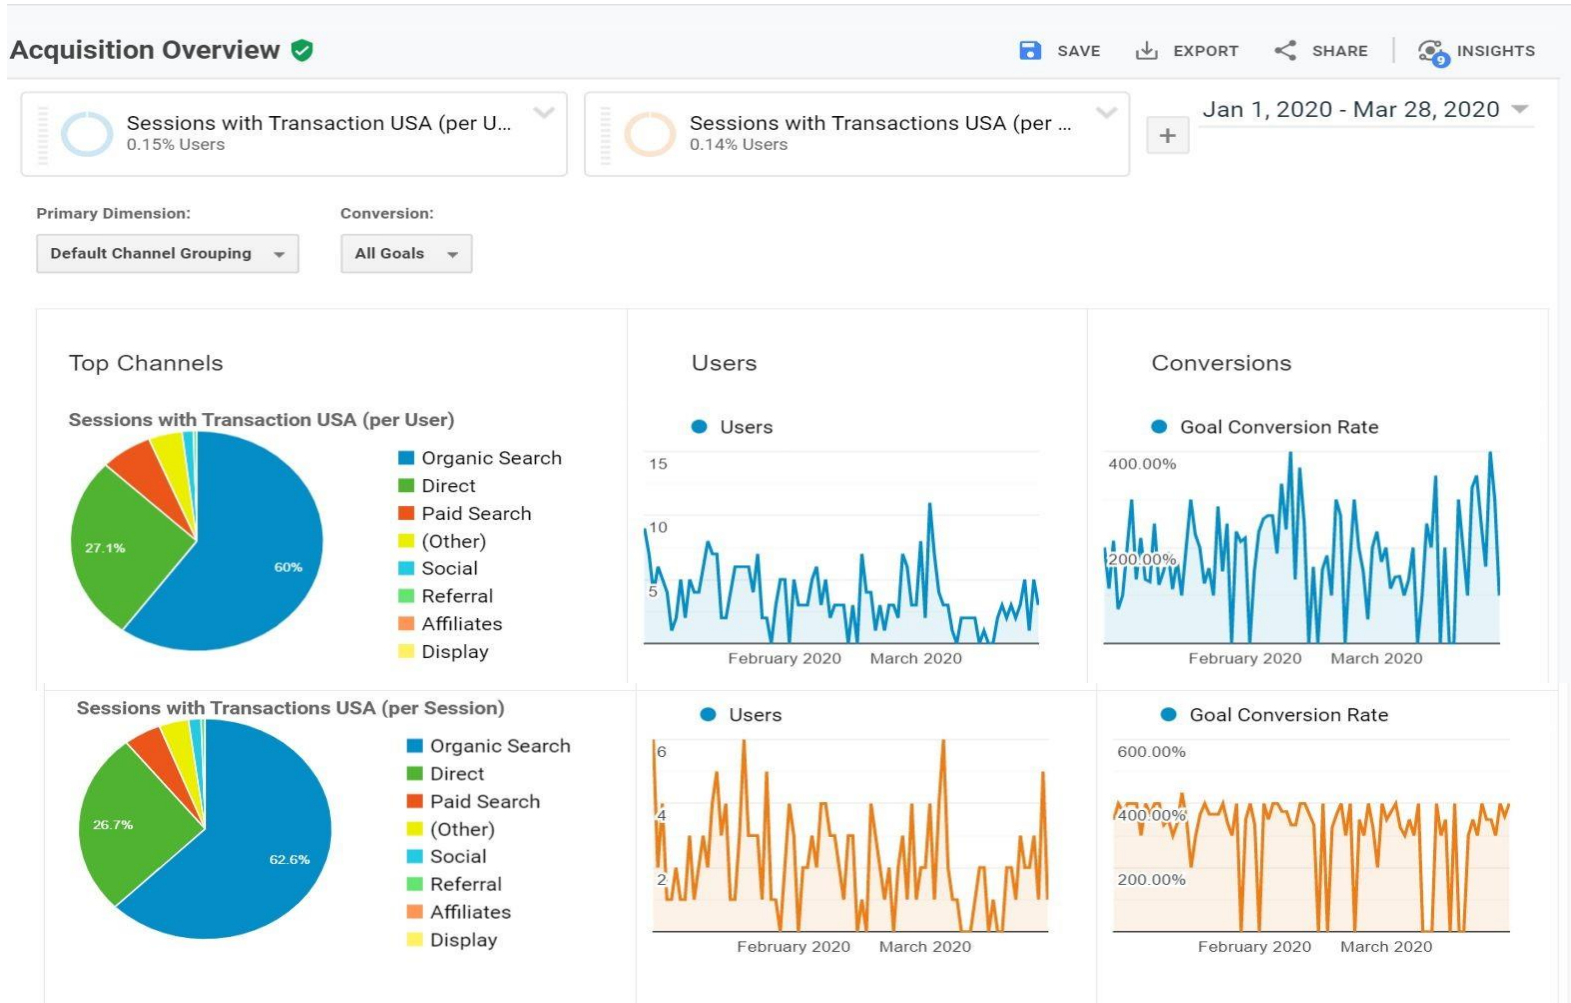 Acquisition Overview
SAVE
EXPORT
SHARE
9
INSIGHTS
Sessions with Transaction USA (per U...
0.15% Users
Sessions with Transactions USA (per ...
0.14% Users
+
Jan 1, 2020 - Mar 28, 2020
Primary Dimension:
Conversion:
Default Channel Grouping
All Goals
Top Channels
Users
Conversions
Sessions with Transaction USA (per User)
27.1%
60%
Organic Search
Direct
Paid Search
(Other)
Social
Referral
Affiliates
Display
Users
15
10
5
February 2020
March 2020
Goal Conversion Rate
400.00%
200.00%
February 2020
March 2020
Sessions with Transactions USA (per Session)
26.7%
62.6%
Organic Search
Direct
Paid Search
(Other)
Social
Referral
Affiliates
Display
Users
6
4
2
February 2020
March 2020
Goal Conversion Rate
600.00%
400.00%
200.00%
February 2020
March 2020